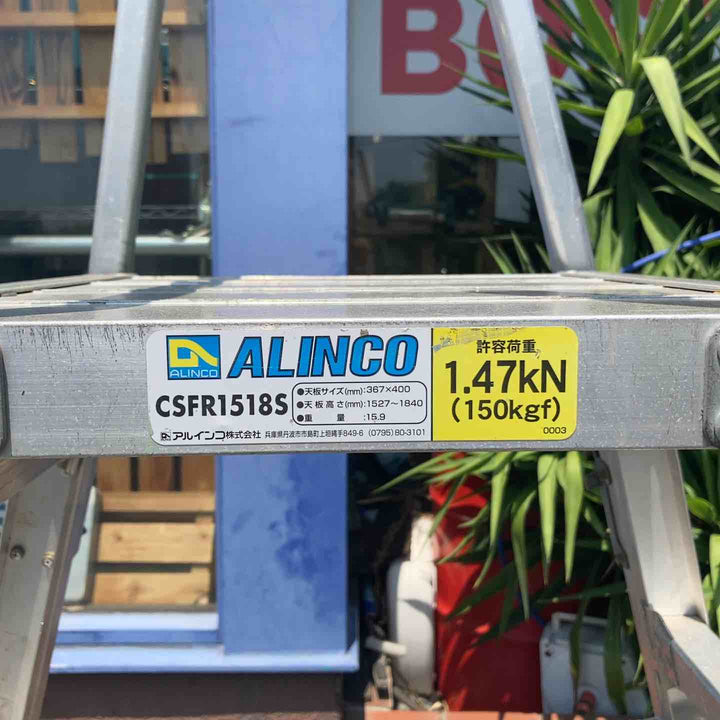 BO
ALINCO
ALINCO
CSFR1518S
●天板サイズ(mm):367×400
●天板高さ(mm):1527～1840
●重量:15.9
アルインコ株式会社 兵庫県丹波市市島町上垣縄手849-6 (0795)80-3101
許容荷重
1.47kN
(150kgf)
0003